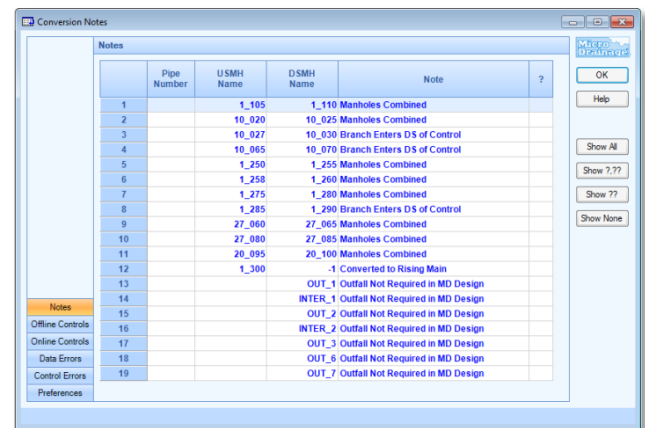 Conversion Notes
Notes
Micro Drainage
Pipe Number USMH Name DSMH Name Note ?
1 1_105 1_110 Manholes Combined
2 10_020 10_025 Manholes Combined
3 10_027 10_030 Branch Enters DS of Control
4 10_065 10_070 Branch Enters DS of Control
5 1_250 1_255 Manholes Combined
6 1_258 1_260 Manholes Combined
7 1_275 1_280 Manholes Combined
8 1_285 1_290 Branch Enters DS of Control
9 27_060 27_065 Manholes Combined
10 27_080 27_085 Manholes Combined
11 20_095 20_100 Manholes Combined
12 1_300 -1 Converted to Rising Main
13 OUT_1 Outfall Not Required in MD Design
14 INTER_1 Outfall Not Required in MD Design
15 OUT_2 Outfall Not Required in MD Design
16 INTER_2 Outfall Not Required in MD Design
17 OUT_3 Outfall Not Required in MD Design
18 OUT_6 Outfall Not Required in MD Design
19 OUT_7 Outfall Not Required in MD Design
OK
Help
Show All
Show ?,??
Show ??
Show None
Notes
Offline Controls
Online Controls
Data Errors
Control Errors
Preferences